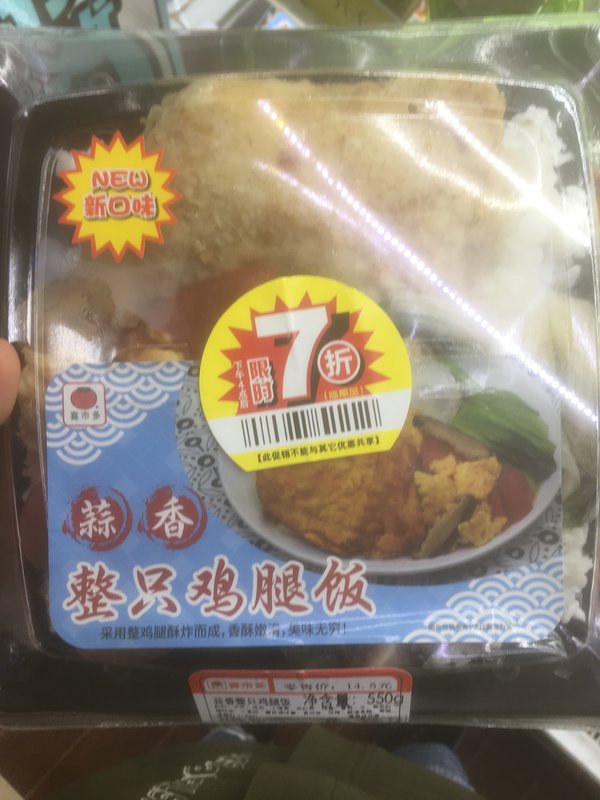 NEW
新口味
限时
7折
下午4点后
【此促销不能与其它优惠共享】
喜市多
蒜香
整只鸡腿饭
采用整鸡腿酥炸而成，香酥嫩滑，美味无穷！
喜市多
零售价：14.5元
蒜香整只鸡腿饭
净含量：550g